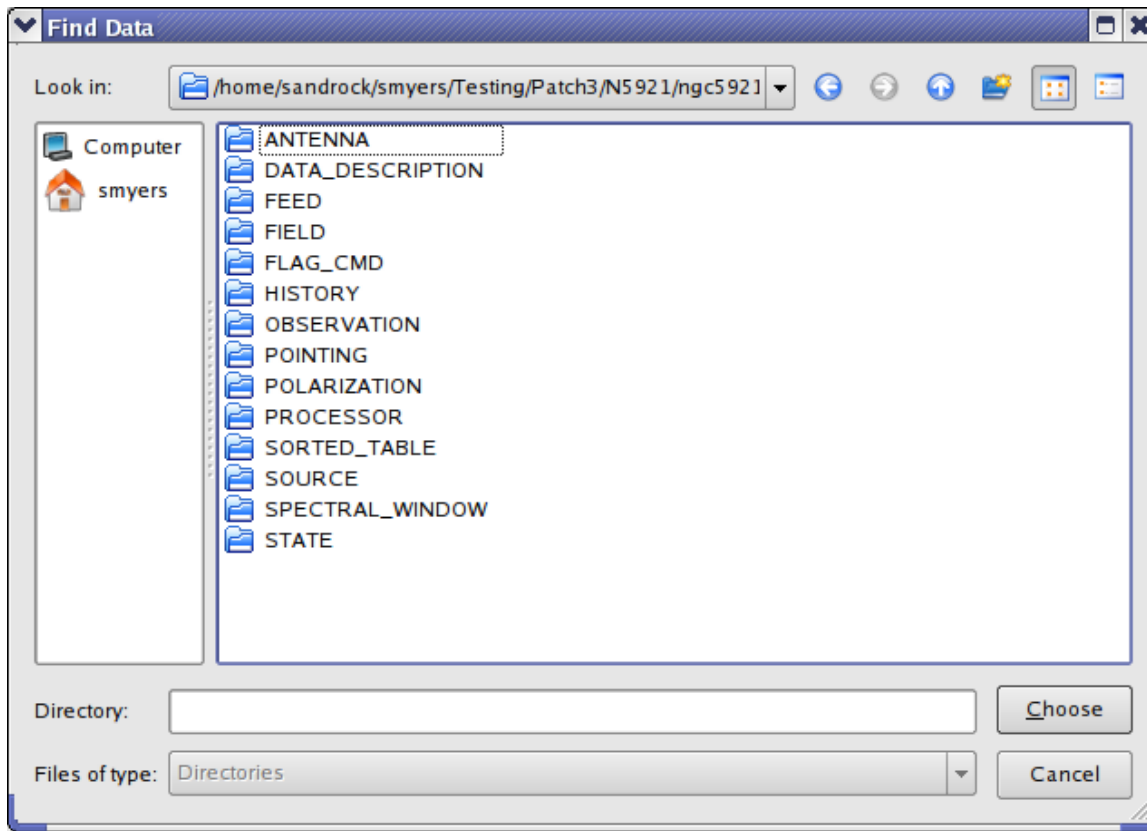 Find Data
Look in: /home/sandrock/smyers/Testing/Patch3/N5921/ngc5921
Computer
smyers
ANTENNA
DATA_DESCRIPTION
FEED
FIELD
FLAG_CMD
HISTORY
OBSERVATION
POINTING
POLARIZATION
PROCESSOR
SORTED_TABLE
SOURCE
SPECTRAL_WINDOW
STATE
Directory:
Choose
Files of type: Directories
Cancel